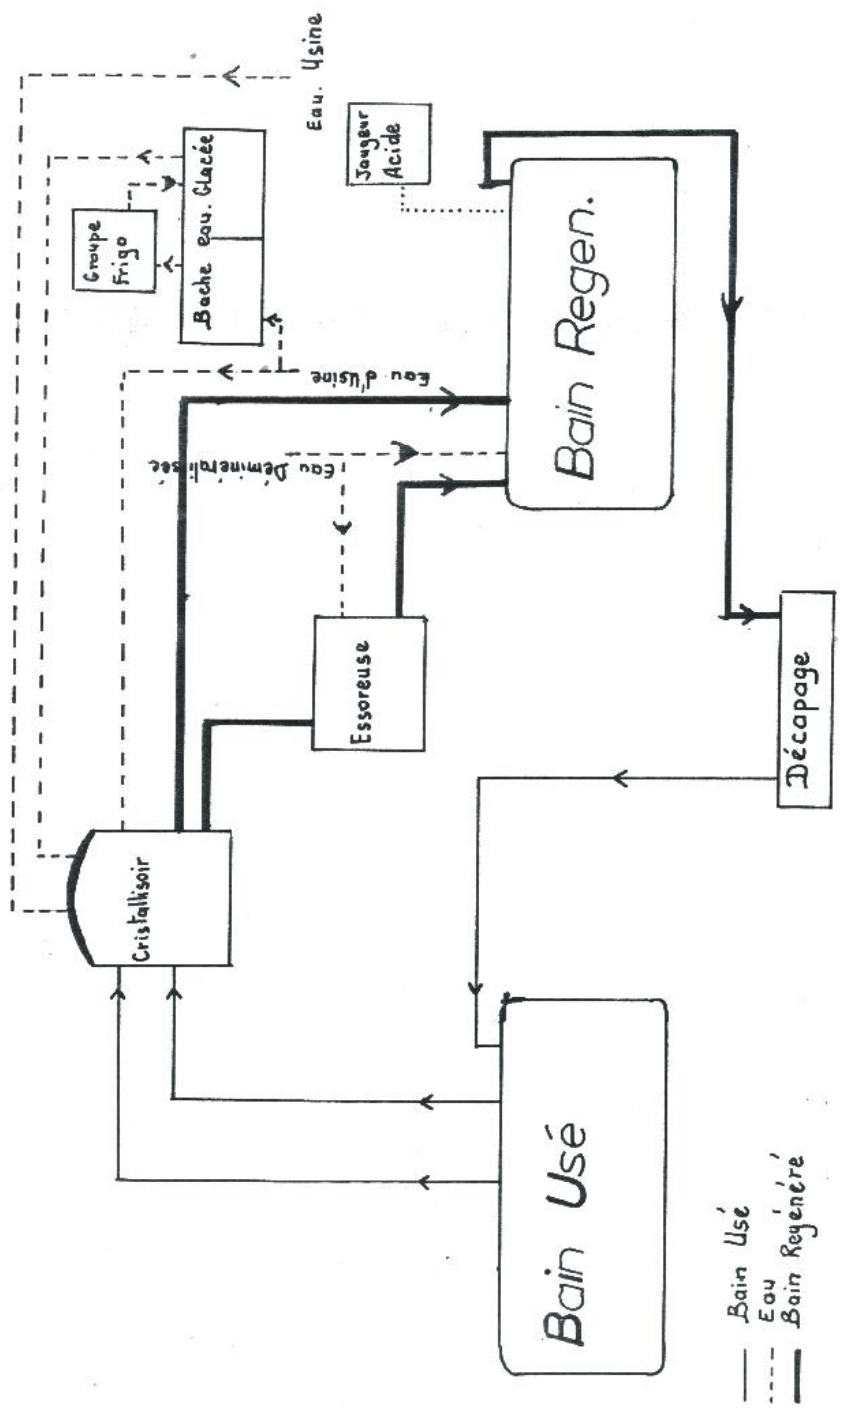 Eau. Usine
Jaugeur
Acide
Bache eau. Glacée
Groupe
Frigo
Bain Regen.
Eau d'usine
Eau Déminéralisée
Essoreuse
Décapage
Cristallisoir
Bain Usé
Bain Usé
Eau
Bain Regénéré